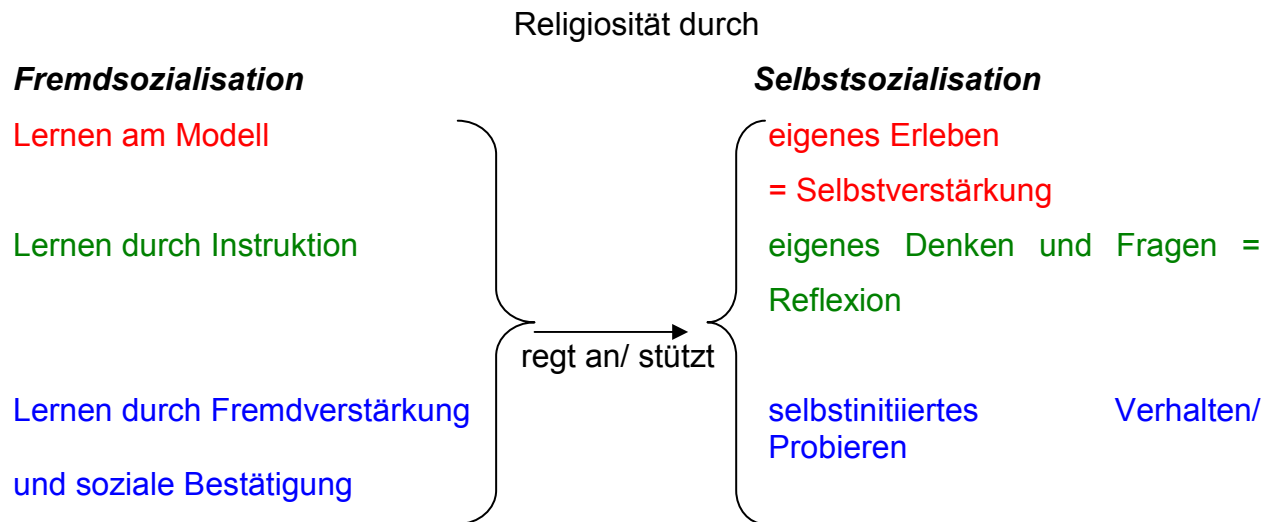 Religiosität durch
Fremdsozialisation
Selbstsozialisation
Lernen am Modell
eigenes Erleben
= Selbstverstärkung
Lernen durch Instruktion
eigenes Denken und Fragen =
Reflexion
regt an/ stützt
Lernen durch Fremdverstärkung
und soziale Bestätigung
selbstinitiiertes Verhalten/
Probieren